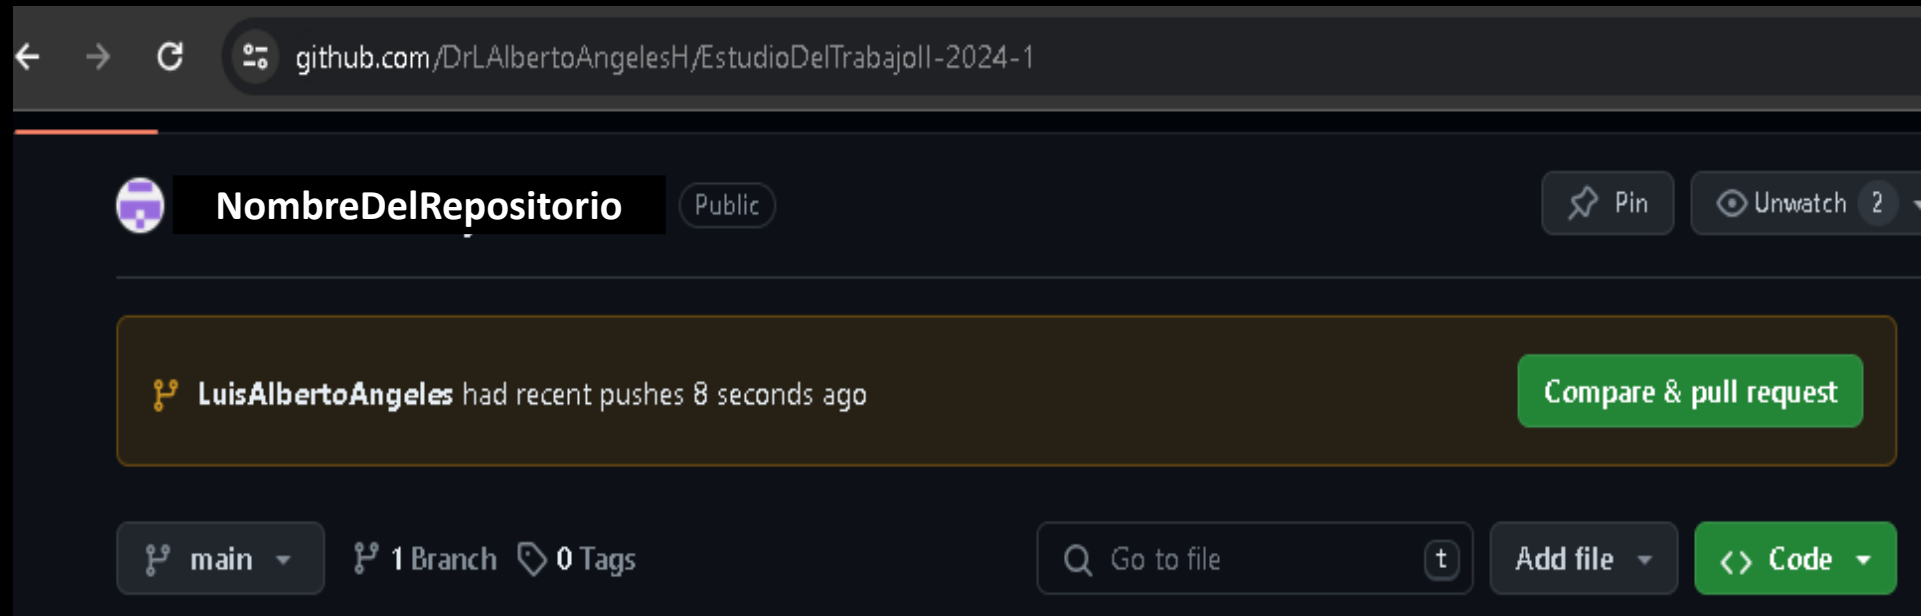 github.com/DrLAlbertoAngelesH/EstudioDelTrabajoII-2024-1
NombreDelRepositorio Public Pin Unwatch 2
LuisAlbertoAngeles had recent pushes 8 seconds ago Compare & pull request
main 1 Branch 0 Tags Go to file t Add file <> Code